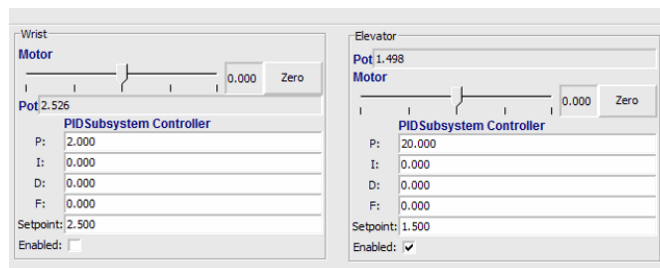 Wrist
Motor
0.000 Zero
Pot 2.526
PIDSubsystem Controller
P: 2.000
I: 0.000
D: 0.000
F: 0.000
Setpoint: 2.500
Enabled:
Elevator
Pot 1.498
Motor
0.000 Zero
PIDSubsystem Controller
P: 20.000
I: 0.000
D: 0.000
F: 0.000
Setpoint: 1.500
Enabled: